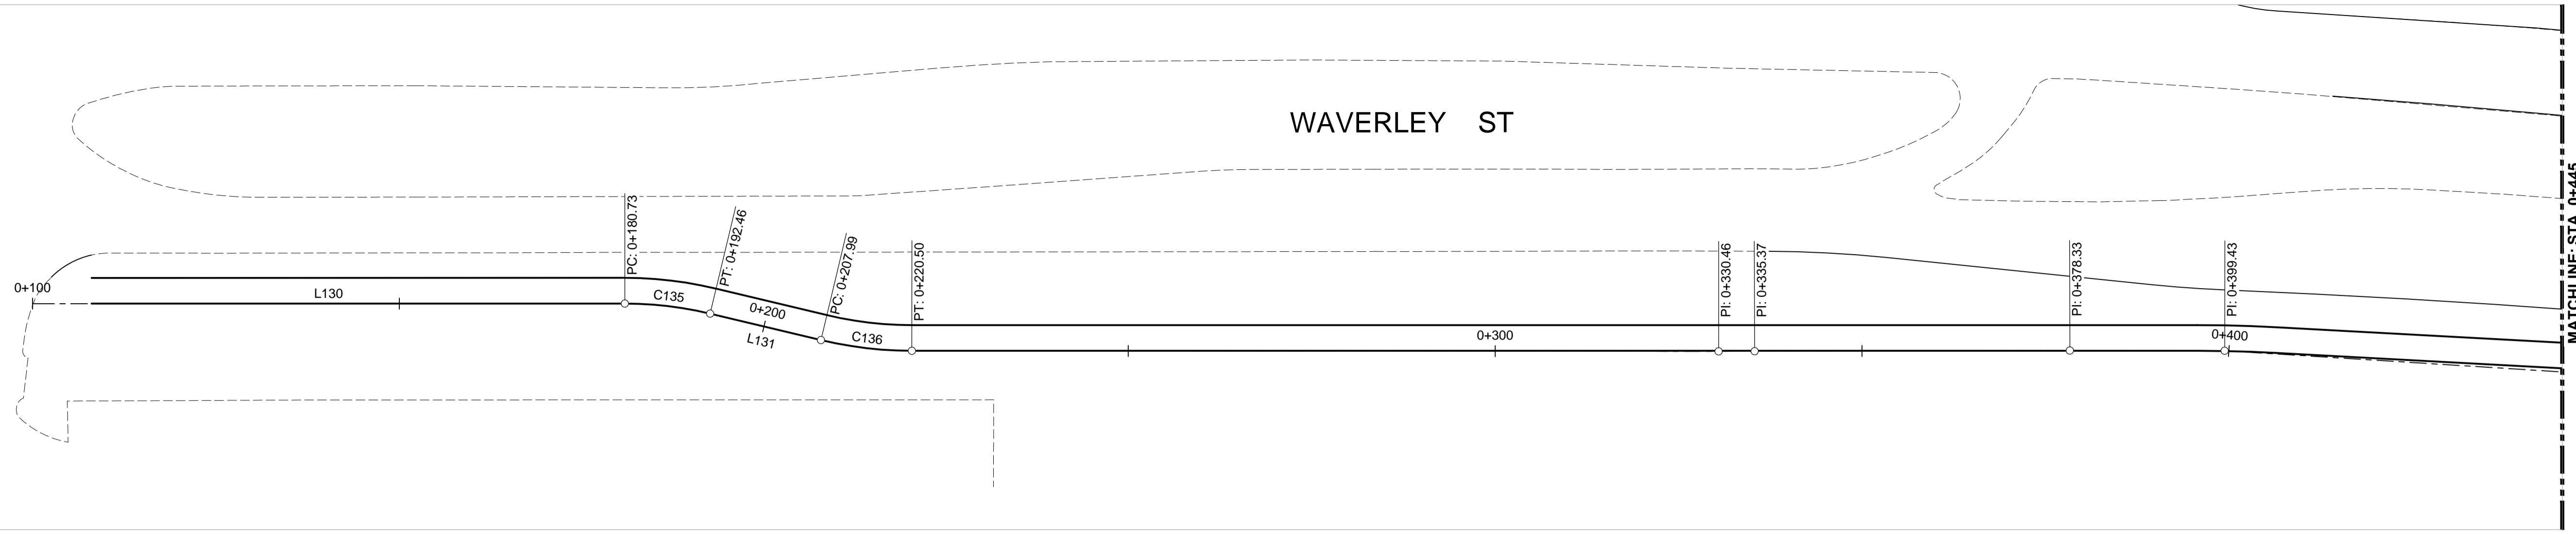 WAVERLEY ST
0+100
L130
PC: 0+180.73
C135
PT: 0+192.46
0+200
L131
PC: 0+207.99
C136
PT: 0+220.50
0+300
PI: 0+330.46
PI: 0+335.37
PI: 0+378.33
PI: 0+399.43
0+400
MATCHLINE: STA. 0+445